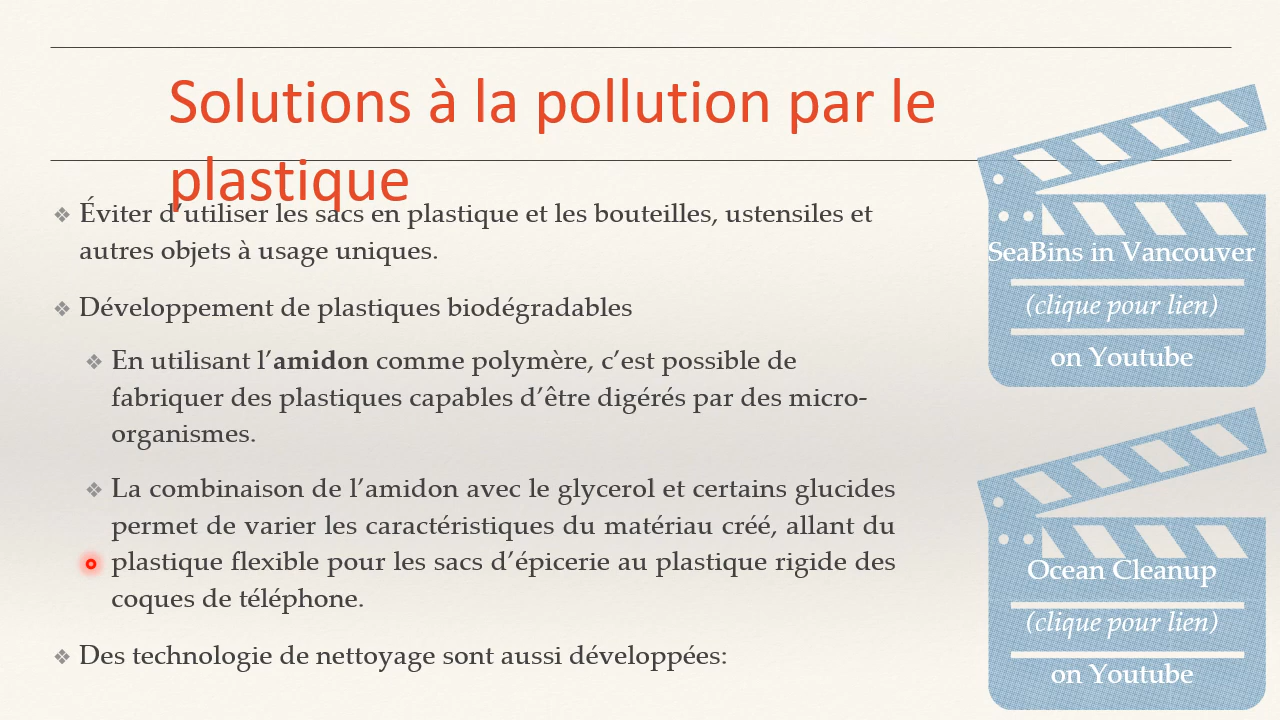 Solutions à la pollution par le
plastique
Éviter d’utiliser les sacs en plastique et les bouteilles, ustensiles et
autres objets à usage uniques.
Développement de plastiques biodégradables
En utilisant l’amidon comme polymère, c’est possible de
fabriquer des plastiques capables d’être digérés par des micro-
organismes.
La combinaison de l’amidon avec le glycerol et certains glucides
permet de varier les caractéristiques du matériau créé, allant du
plastique flexible pour les sacs d’épicerie au plastique rigide des
coques de téléphone.
Des technologie de nettoyage sont aussi développées:
SeaBins in Vancouver
(clique pour lien)
on Youtube
Ocean Cleanup
(clique pour lien)
on Youtube